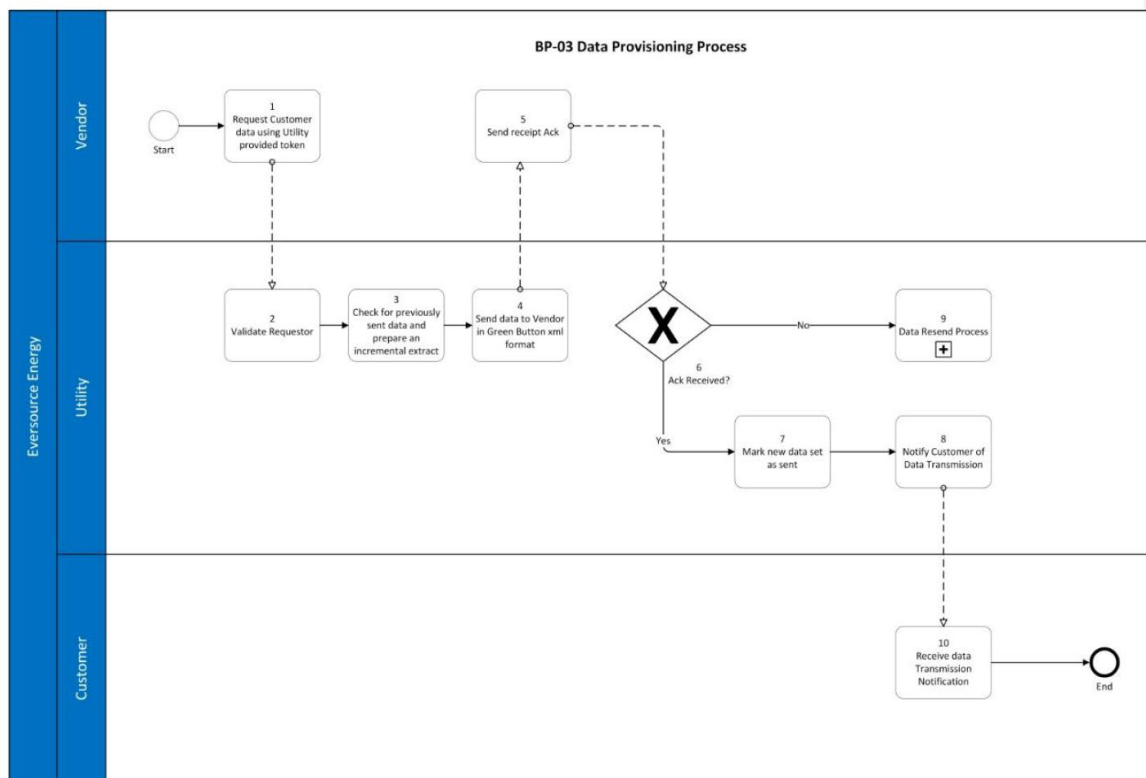 BP-03 Data Provisioning Process
Eversource Energy
Vendor
Start
1
Request Customer
data using Utility
provided token
5
Send receipt Ack
Utility
2
Validate Requestor
3
Check for previously
sent data and
prepare an
incremental extract
4
Send data to Vendor
in Green Button xml
format
X
6
Ack Received?
No
9
Data Resend Process
Yes
7
Mark new data set
as sent
8
Notify Customer of
Data Transmission
Customer
10
Receive data
Transmission
Notification
End